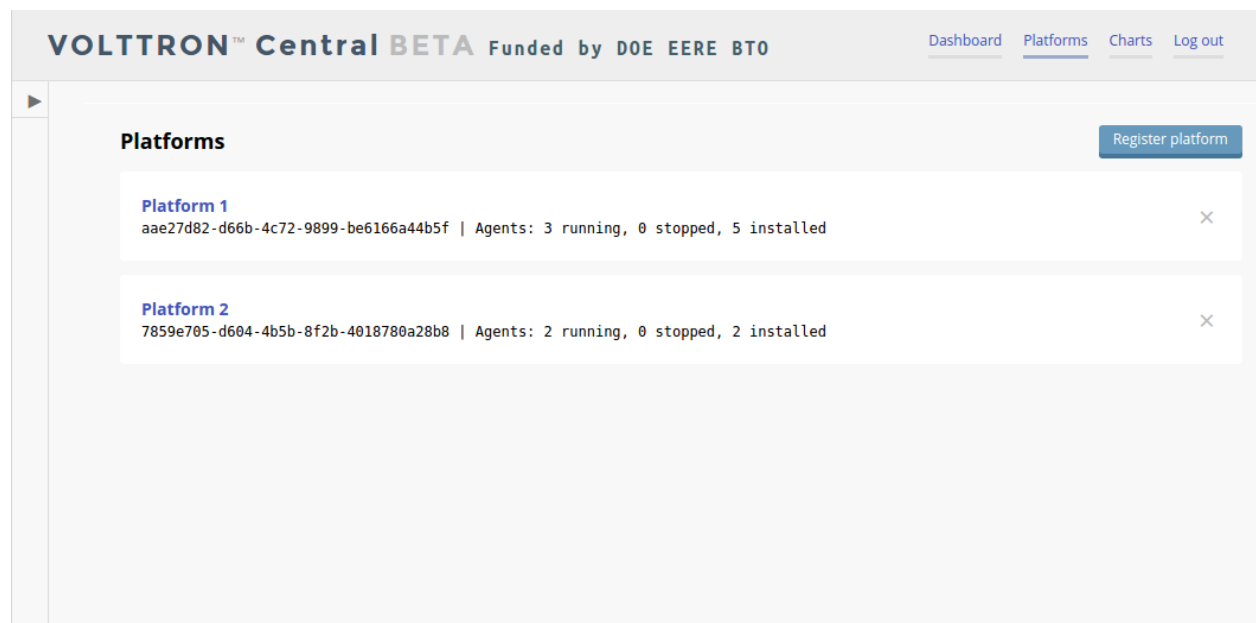 VOLTTRON™ Central BETA Funded by DOE EERE BTO
Dashboard Platforms Charts Log out
Platforms
Register platform
Platform 1
aae27d82-d66b-4c72-9899-be6166a44b5f | Agents: 3 running, 0 stopped, 5 installed
Platform 2
7859e705-d604-4b5b-8f2b-4018780a28b8 | Agents: 2 running, 0 stopped, 2 installed